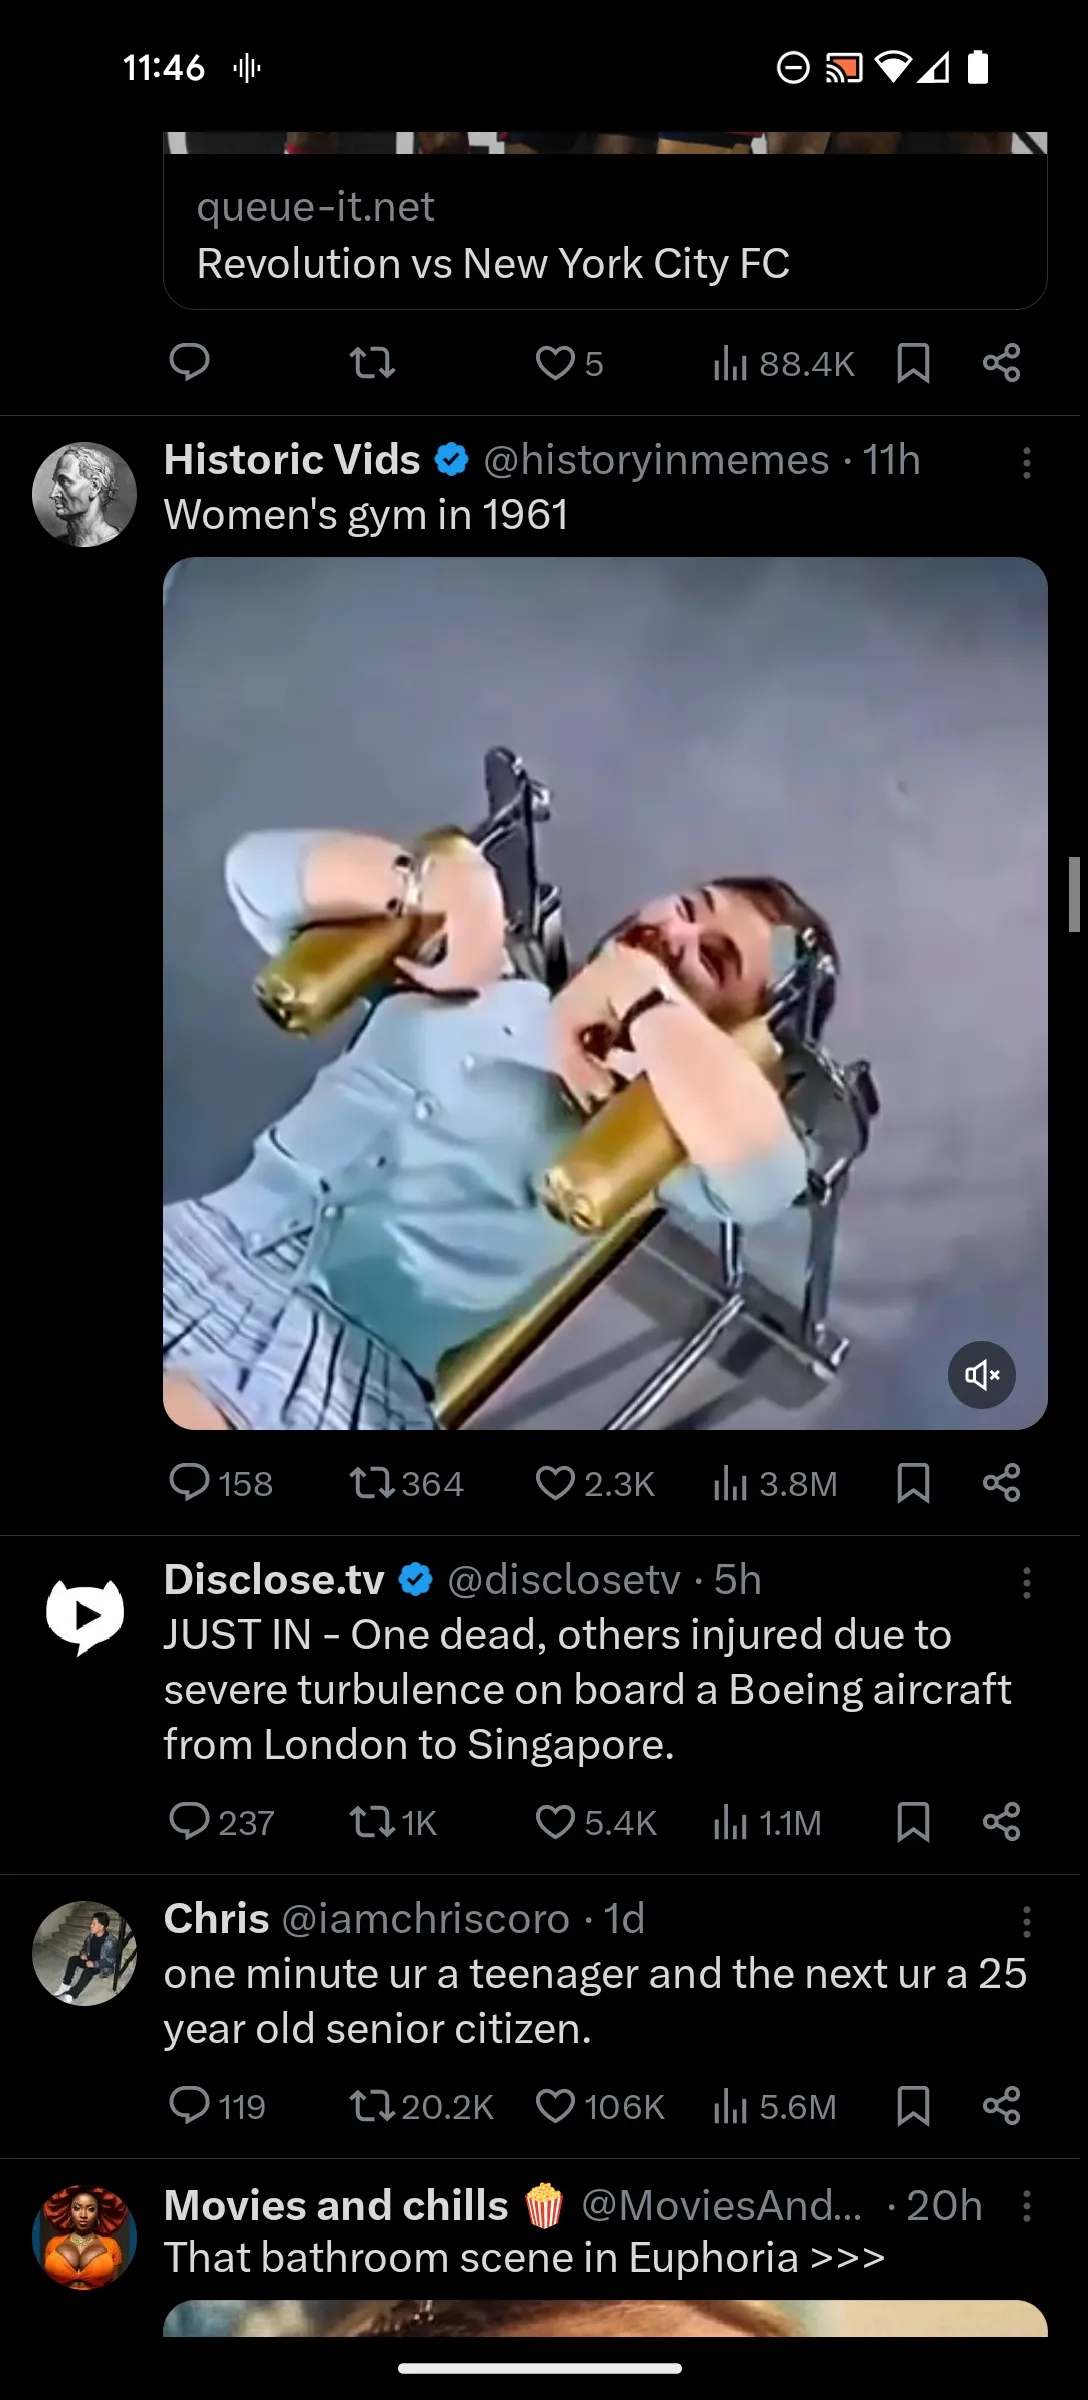 11:46
queue-it.net
Revolution vs New York City FC
5 88.4K
Historic Vids @historyinmemes · 11h
Women's gym in 1961
158 364 2.3K 3.8M
Disclose.tv @disclosetv · 5h
JUST IN - One dead, others injured due to
severe turbulence on board a Boeing aircraft
from London to Singapore.
237 1K 5.4K 1.1M
Chris @iamchriscoro · 1d
one minute ur a teenager and the next ur a 25
year old senior citizen.
119 20.2K 106K 5.6M
Movies and chills 🍿 @MoviesAnd... · 20h
That bathroom scene in Euphoria >>>